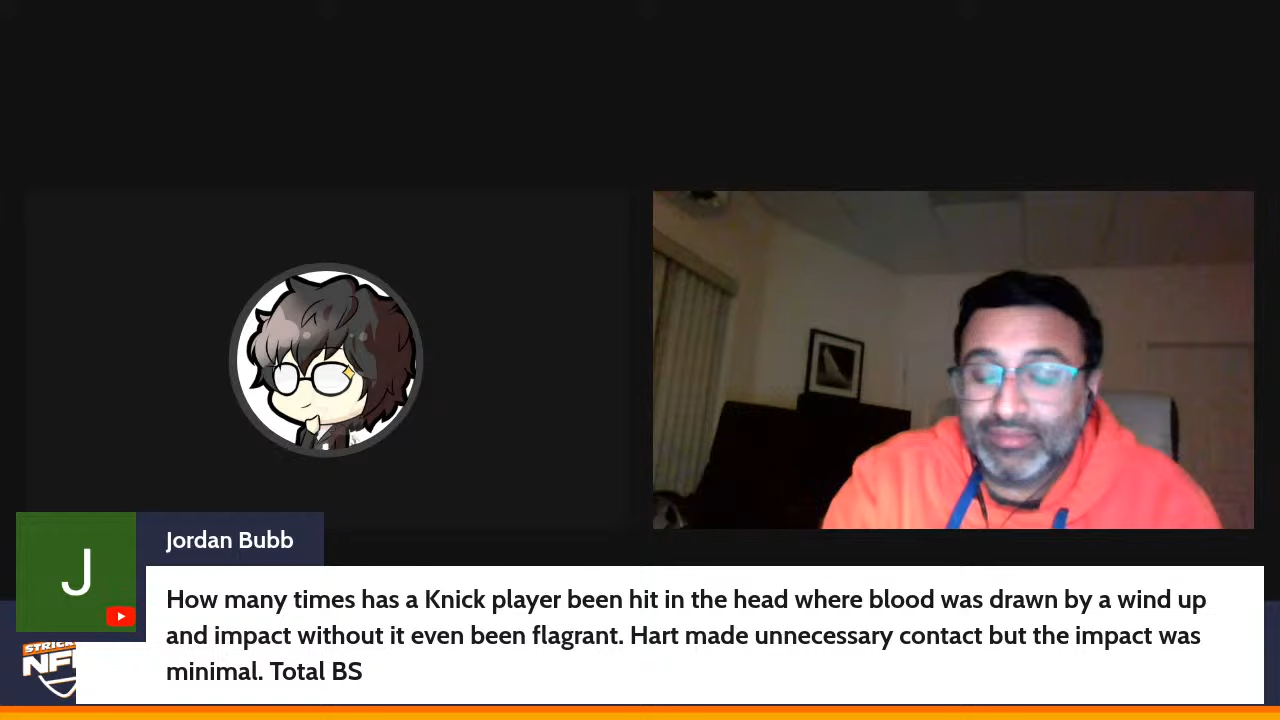 Jordan Bubb
J
How many times has a Knick player been hit in the head where blood was drawn by a wind up
and impact without it even been flagrant. Hart made unnecessary contact but the impact was
minimal. Total BS